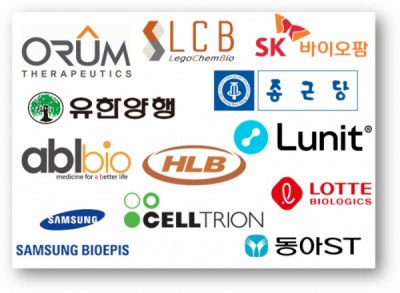 ORUM
THERAPEUTICS
LCB
LegoChemBio
SK 바이오팜
유한양행
종근당
Lunit®
ablbio
medicine for a better life
HLB
LOTTE
BIOLOGICS
SAMSUNG
SAMSUNG BIOEPIS
CELLTRION
동아ST